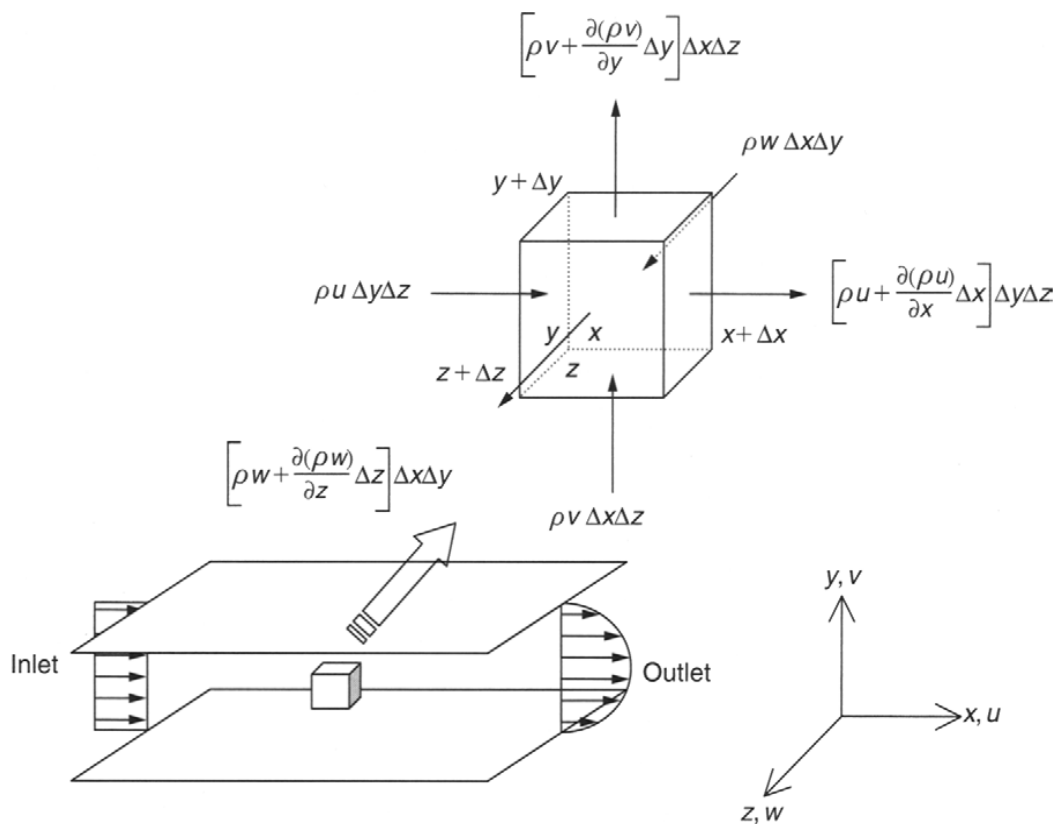 [ρv + ∂(ρv)/∂y Δy] ΔxΔz
ρw ΔxΔy
y + Δy
ρu ΔyΔz
[ρu + ∂(ρu)/∂x Δx] ΔyΔz
y x
x + Δx
z + Δz
z
[ρw + ∂(ρw)/∂z Δz] ΔxΔy
ρv ΔxΔz
y, v
Inlet
Outlet
x, u
z, w